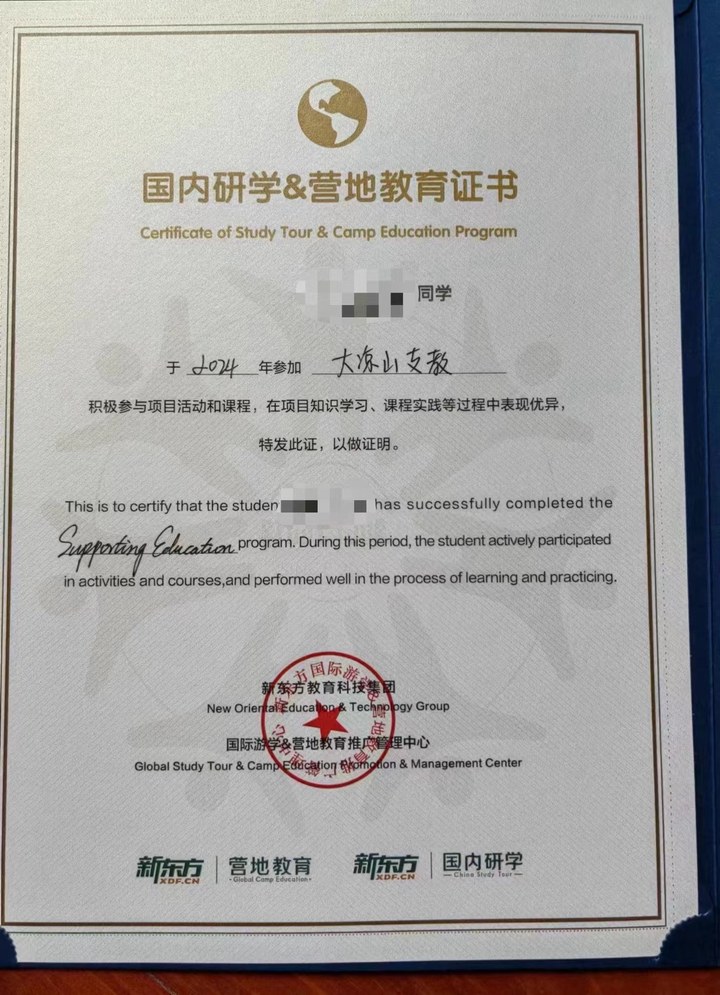 国内研学&营地教育证书
Certificate of Study Tour & Camp Education Program
同学
于 2024 年参加 大凉山支教
积极参与项目活动和课程，在项目知识学习、课程实践等过程中表现优异，
特发此证，以做证明。
This is to certify that the studen has successfully completed the
Supporting Education program. During this period, the student actively participated
in activities and courses,and performed well in the process of learning and practicing.
新东方教育科技集团
New Oriental Education & Technology Group
国际游学&营地教育推广管理中心
Global Study Tour & Camp Education Promotion & Management Center
新东方 XDF.CN 营地教育 Global Camp Education 新东方 XDF.CN 国内研学 China Study Tour